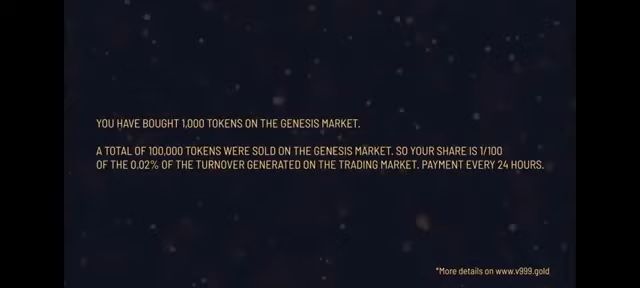 YOU HAVE BOUGHT 1,000 TOKENS ON THE GENESIS MARKET.
A TOTAL OF 100,000 TOKENS WERE SOLD ON THE GENESIS MARKET. SO YOUR SHARE IS 1/100
OF THE 0.02% OF THE TURNOVER GENERATED ON THE TRADING MARKET. PAYMENT EVERY 24 HOURS.
*More details on www.v999.gold